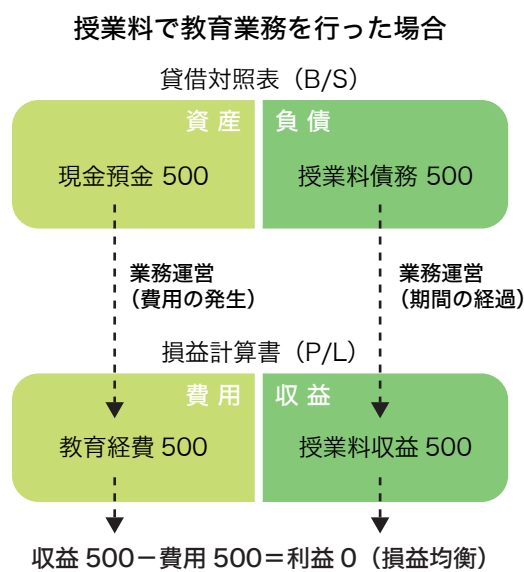 授業料で教育業務を行った場合
貸借対照表（B/S）
資産 負債
現金預金 500 授業料債務 500
業務運営
（費用の発生）
業務運営
（期間の経過）
損益計算書（P/L）
費用 収益
教育経費 500 授業料収益 500
収益 500－費用 500＝利益 0（損益均衡）